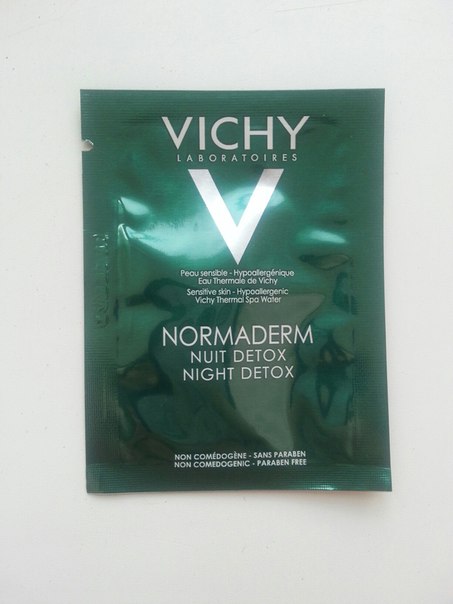 VICHY
LABORATOIRES
V
Peau sensible - Hypoallergénique
Eau Thermale de Vichy
Sensitive skin - Hypoallergenic
Vichy Thermal Spa Water
NORMADERM
NUIT DETOX
NIGHT DETOX
NON COMÉDOGÈNE - SANS PARABEN
NON COMEDOGENIC - PARABEN FREE